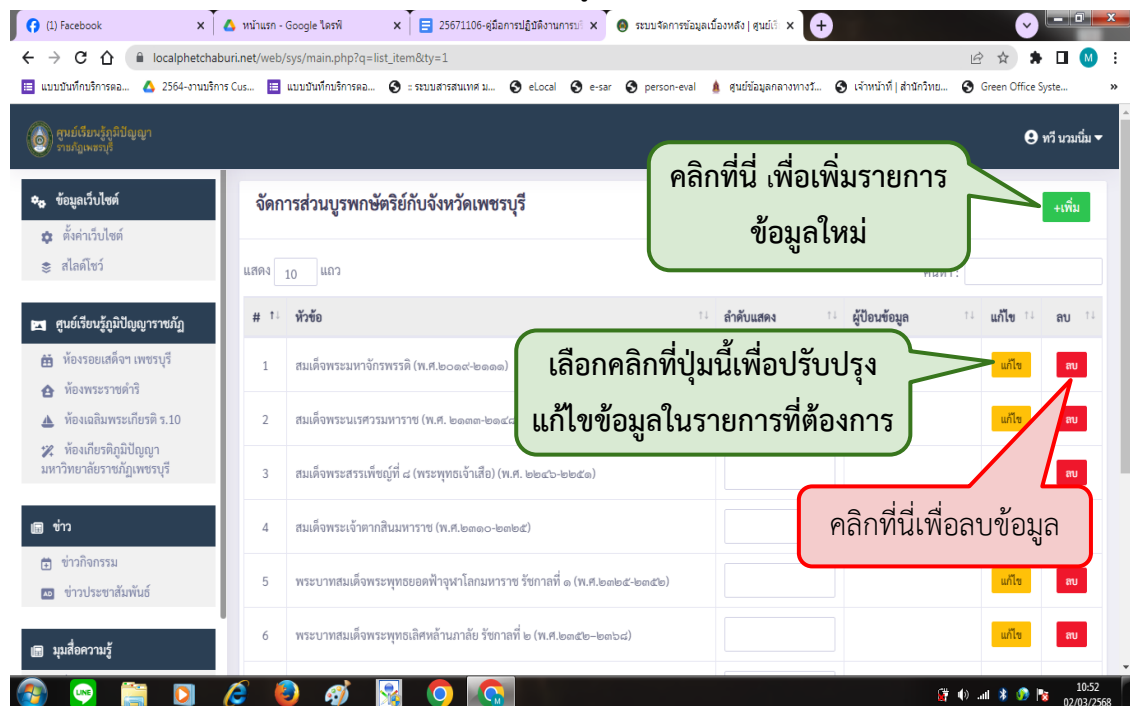 (1) Facebook
หน้าแรก - Google ไดรฟ์
25671106-คู่มือการปฏิบัติงานการบริ
ระบบจัดการข้อมูลเบื้องหลัง | ศูนย์เรี
localphetchaburi.net/web/sys/main.php?q=list_item&ty=1
แบบบันทึกบริการตอ...
2564-งานบริการ Cus...
แบบบันทึกบริการตอ...
:: ระบบสารสนเทศ ม...
eLocal
e-sar
person-eval
ศูนย์ข้อมูลกลางทางวั...
เจ้าหน้าที่ | สำนักวิทย...
Green Office Syste...
»
ศูนย์เรียนรู้ภูมิปัญญา
ราชภัฏเพชรบุรี
ทวี นวมนิ่ม
ข้อมูลเว็บไซต์
ตั้งค่าเว็บไซต์
สไลด์โชว์
ศูนย์เรียนรู้ภูมิปัญญาราชภัฏ
ห้องรอยเสด็จฯ เพชรบุรี
ห้องพระราชดำริ
ห้องเฉลิมพระเกียรติ ร.10
ห้องเกียรติภูมิปัญญา
มหาวิทยาลัยราชภัฏเพชรบุรี
ข่าว
ข่าวกิจกรรม
ข่าวประชาสัมพันธ์
มุมสื่อความรู้
จัดการส่วนบูรพกษัตริย์กับจังหวัดเพชรบุรี
+เพิ่ม
คลิกที่นี่ เพื่อเพิ่มรายการ
ข้อมูลใหม่
แสดง 10 แถว
# หัวข้อ ลำดับแสดง ผู้ป้อนข้อมูล แก้ไข ลบ
1 สมเด็จพระมหาจักรพรรดิ (พ.ศ.๒๐๑๙-๒๑๑๑) แก้ไข ลบ
เลือกคลิกที่ปุ่มนี้เพื่อปรับปรุง
แก้ไขข้อมูลในรายการที่ต้องการ
2 สมเด็จพระนเรศวรมหาราช (พ.ศ. ๒๑๓๓-๒๑๔๘ แก้ไข ลบ
3 สมเด็จพระสรรเพ็ชญ์ที่ ๘ (พระพุทธเจ้าเสือ) (พ.ศ. ๒๒๔๖-๒๒๕๑) ลบ
คลิกที่นี่เพื่อลบข้อมูล
4 สมเด็จพระเจ้าตากสินมหาราช (พ.ศ.๒๓๑๐-๒๓๒๕)
5 พระบาทสมเด็จพระพุทธยอดฟ้าจุฬาโลกมหาราช รัชกาลที่ ๑ (พ.ศ.๒๓๒๕-๒๓๕๒) แก้ไข ลบ
6 พระบาทสมเด็จพระพุทธเลิศหล้านภาลัย รัชกาลที่ ๒ (พ.ศ.๒๓๕๒–๒๓๖๘) แก้ไข ลบ
10:52
02/03/2568